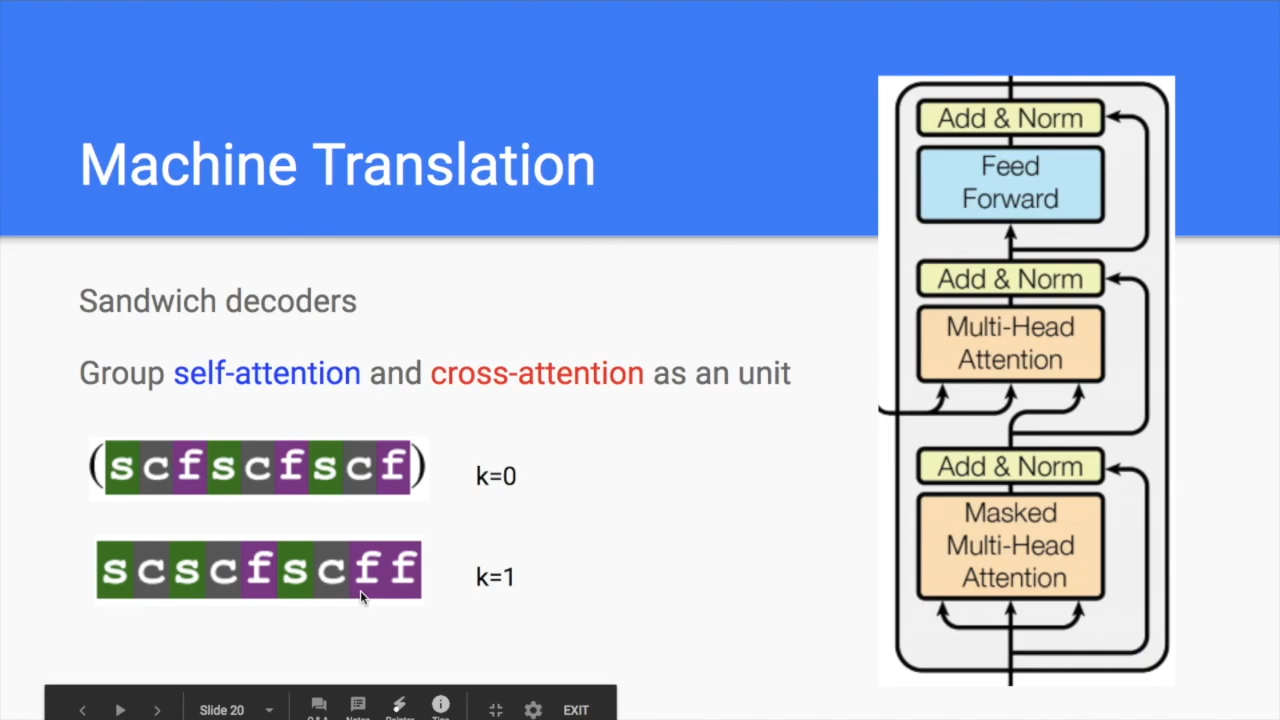 Machine Translation
Sandwich decoders
Group self-attention and cross-attention as an unit
(scfscfscf)
k=0
scscfscff
k=1
Add & Norm
Feed
Forward
Add & Norm
Multi-Head
Attention
Add & Norm
Masked
Multi-Head
Attention
Slide 20
EXIT